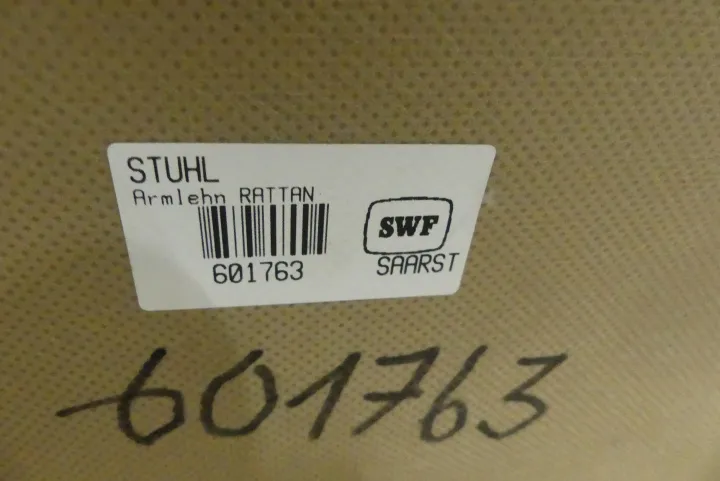 STUHL
Armlehn RATTAN
601763
SWF
SAARST
601763